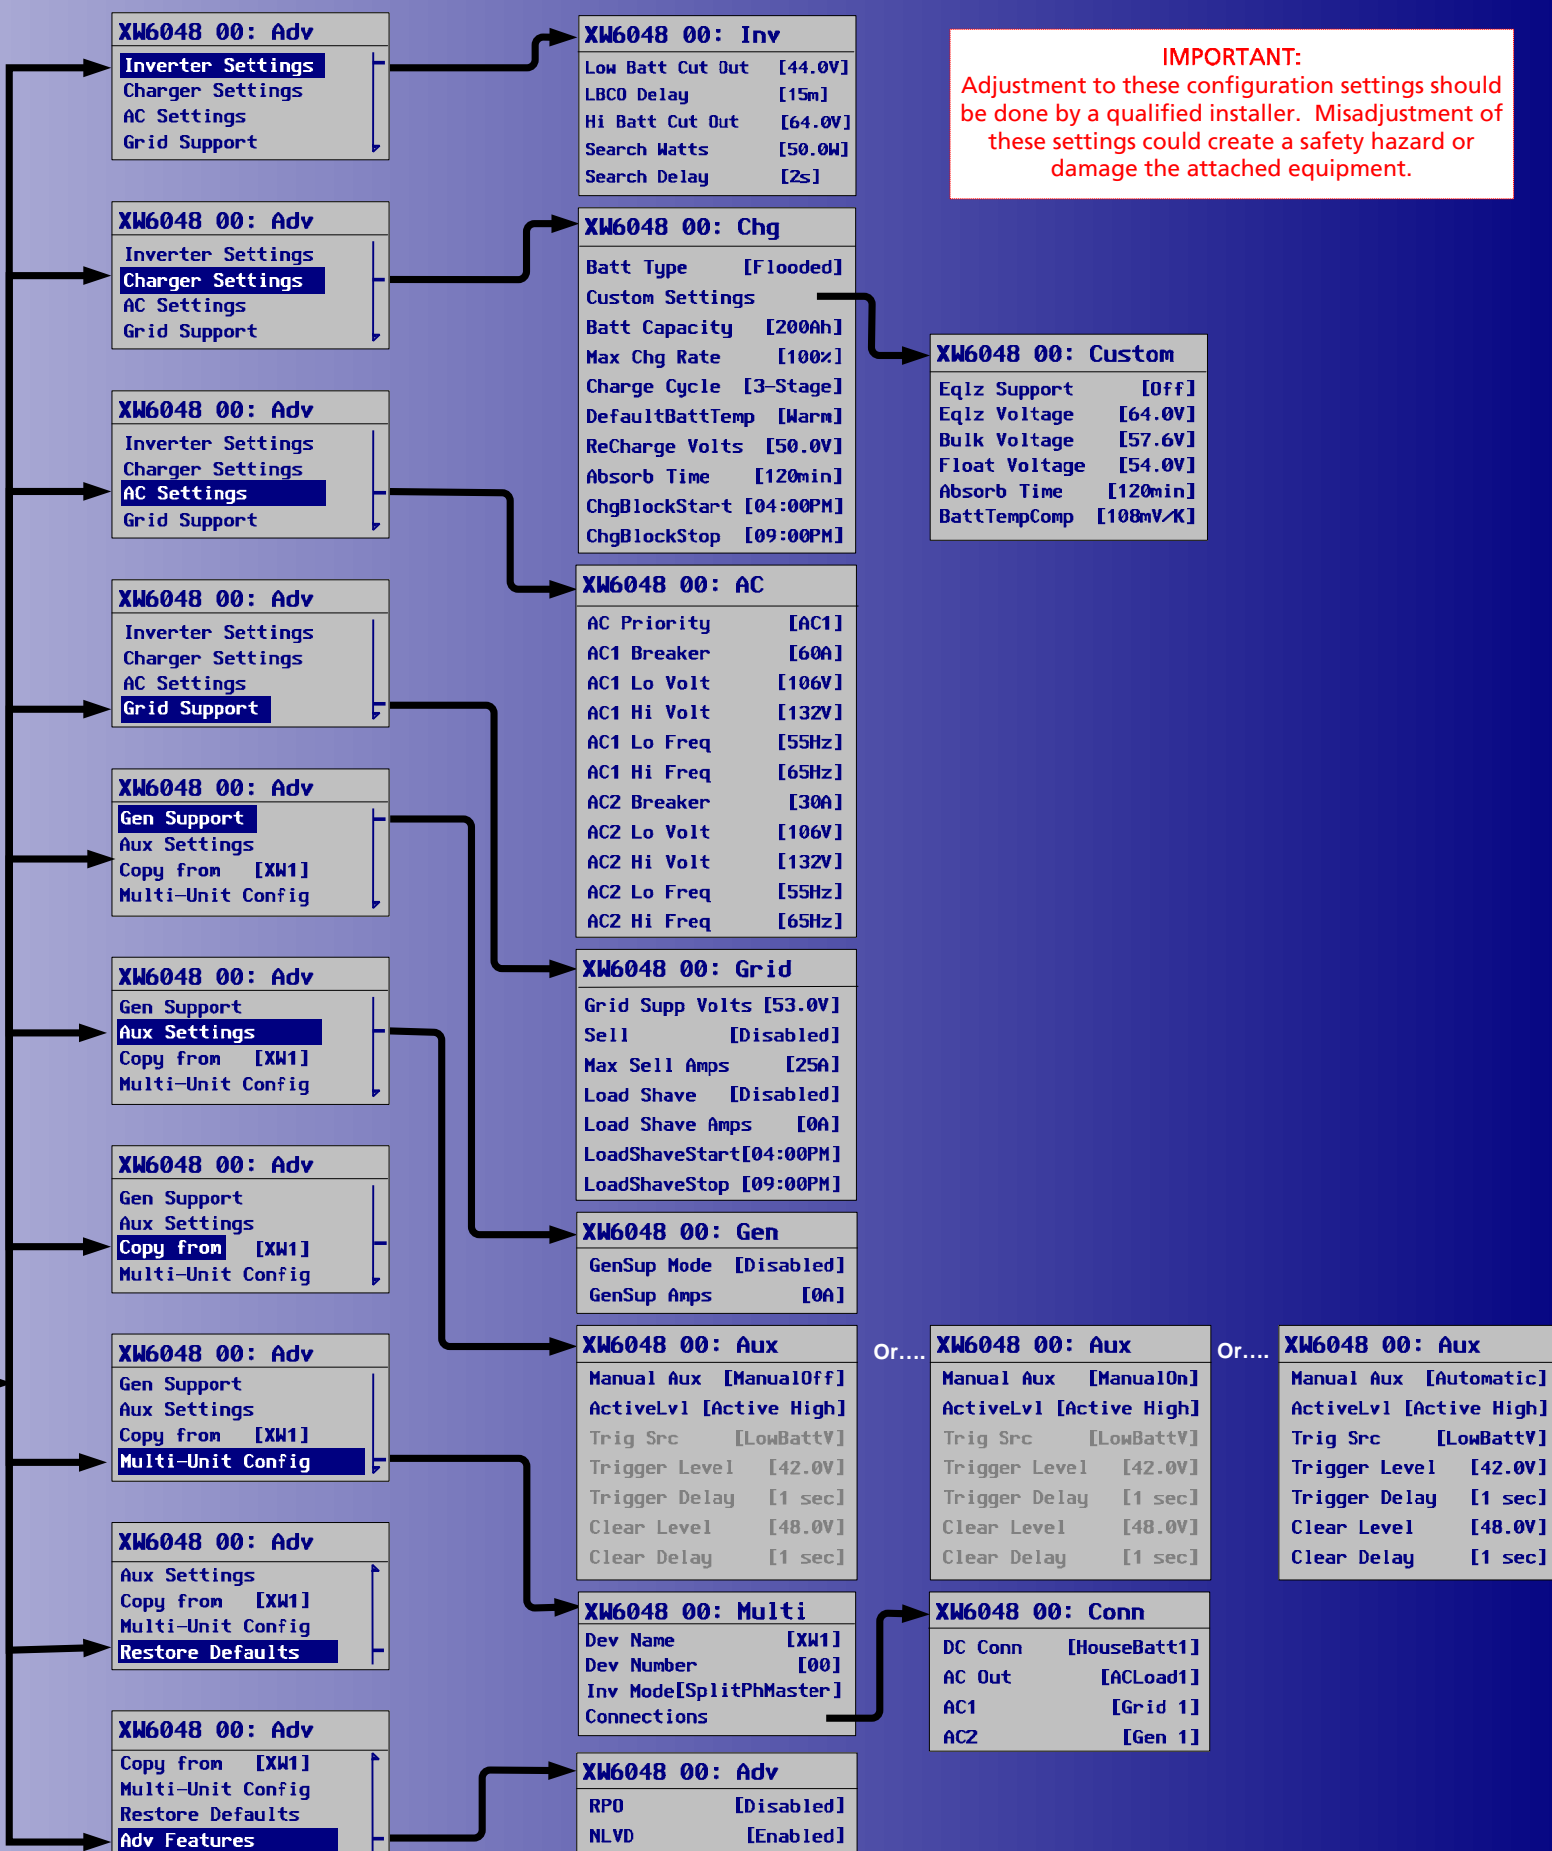 XW6048 00: Adv
Inverter Settings
Charger Settings
AC Settings
Grid Support
XW6048 00: Inv
Low Batt Cut Out [44.0V]
LBCO Delay [15m]
Hi Batt Cut Out [64.0V]
Search Watts [50.0W]
Search Delay [2s]
IMPORTANT:
Adjustment to these configuration settings should
be done by a qualified installer. Misadjustment of
these settings could create a safety hazard or
damage the attached equipment.
XW6048 00: Adv
Inverter Settings
Charger Settings
AC Settings
Grid Support
XW6048 00: Chg
Batt Type [Flooded]
Custom Settings
Batt Capacity [200Ah]
Max Chg Rate [100%]
Charge Cycle [3-Stage]
DefaultBattTemp [Warm]
ReCharge Volts [50.0V]
Absorb Time [120min]
ChgBlockStart [04:00PM]
ChgBlockStop [09:00PM]
XW6048 00: Custom
Eqlz Support [Off]
Eqlz Voltage [64.0V]
Bulk Voltage [57.6V]
Float Voltage [54.0V]
Absorb Time [120min]
BattTempComp [108mV/K]
XW6048 00: Adv
Inverter Settings
Charger Settings
AC Settings
Grid Support
XW6048 00: AC
AC Priority [AC1]
AC1 Breaker [60A]
AC1 Lo Volt [106V]
AC1 Hi Volt [132V]
AC1 Lo Freq [55Hz]
AC1 Hi Freq [65Hz]
AC2 Breaker [30A]
AC2 Lo Volt [106V]
AC2 Hi Volt [132V]
AC2 Lo Freq [55Hz]
AC2 Hi Freq [65Hz]
XW6048 00: Adv
Inverter Settings
Charger Settings
AC Settings
Grid Support
XW6048 00: Grid
Grid Supp Volts [53.0V]
Sell [Disabled]
Max Sell Amps [25A]
Load Shave [Disabled]
Load Shave Amps [0A]
LoadShaveStart[04:00PM]
LoadShaveStop [09:00PM]
XW6048 00: Adv
Gen Support
Aux Settings
Copy from [XW1]
Multi-Unit Config
XW6048 00: Gen
GenSup Mode [Disabled]
GenSup Amps [0A]
XW6048 00: Adv
Gen Support
Aux Settings
Copy from [XW1]
Multi-Unit Config
XW6048 00: Aux
Manual Aux [ManualOff]
ActiveLvl [Active High]
Trig Src [LowBattV]
Trigger Level [42.0V]
Trigger Delay [1 sec]
Clear Level [48.0V]
Clear Delay [1 sec]
Or....
XW6048 00: Aux
Manual Aux [ManualOn]
ActiveLvl [Active High]
Trig Src [LowBattV]
Trigger Level [42.0V]
Trigger Delay [1 sec]
Clear Level [48.0V]
Clear Delay [1 sec]
Or....
XW6048 00: Aux
Manual Aux [Automatic]
ActiveLvl [Active High]
Trig Src [LowBattV]
Trigger Level [42.0V]
Trigger Delay [1 sec]
Clear Level [48.0V]
Clear Delay [1 sec]
XW6048 00: Adv
Gen Support
Aux Settings
Copy from [XW1]
Multi-Unit Config
XW6048 00: Adv
Gen Support
Aux Settings
Copy from [XW1]
Multi-Unit Config
XW6048 00: Multi
Dev Name [XW1]
Dev Number [00]
Inv Mode[SplitPhMaster]
Connections
XW6048 00: Conn
DC Conn [HouseBatt1]
AC Out [ACLoad1]
AC1 [Grid 1]
AC2 [Gen 1]
XW6048 00: Adv
Aux Settings
Copy from [XW1]
Multi-Unit Config
Restore Defaults
XW6048 00: Adv
Copy from [XW1]
Multi-Unit Config
Restore Defaults
Adv Features
XW6048 00: Adv
RPO [Disabled]
NLVD [Enabled]